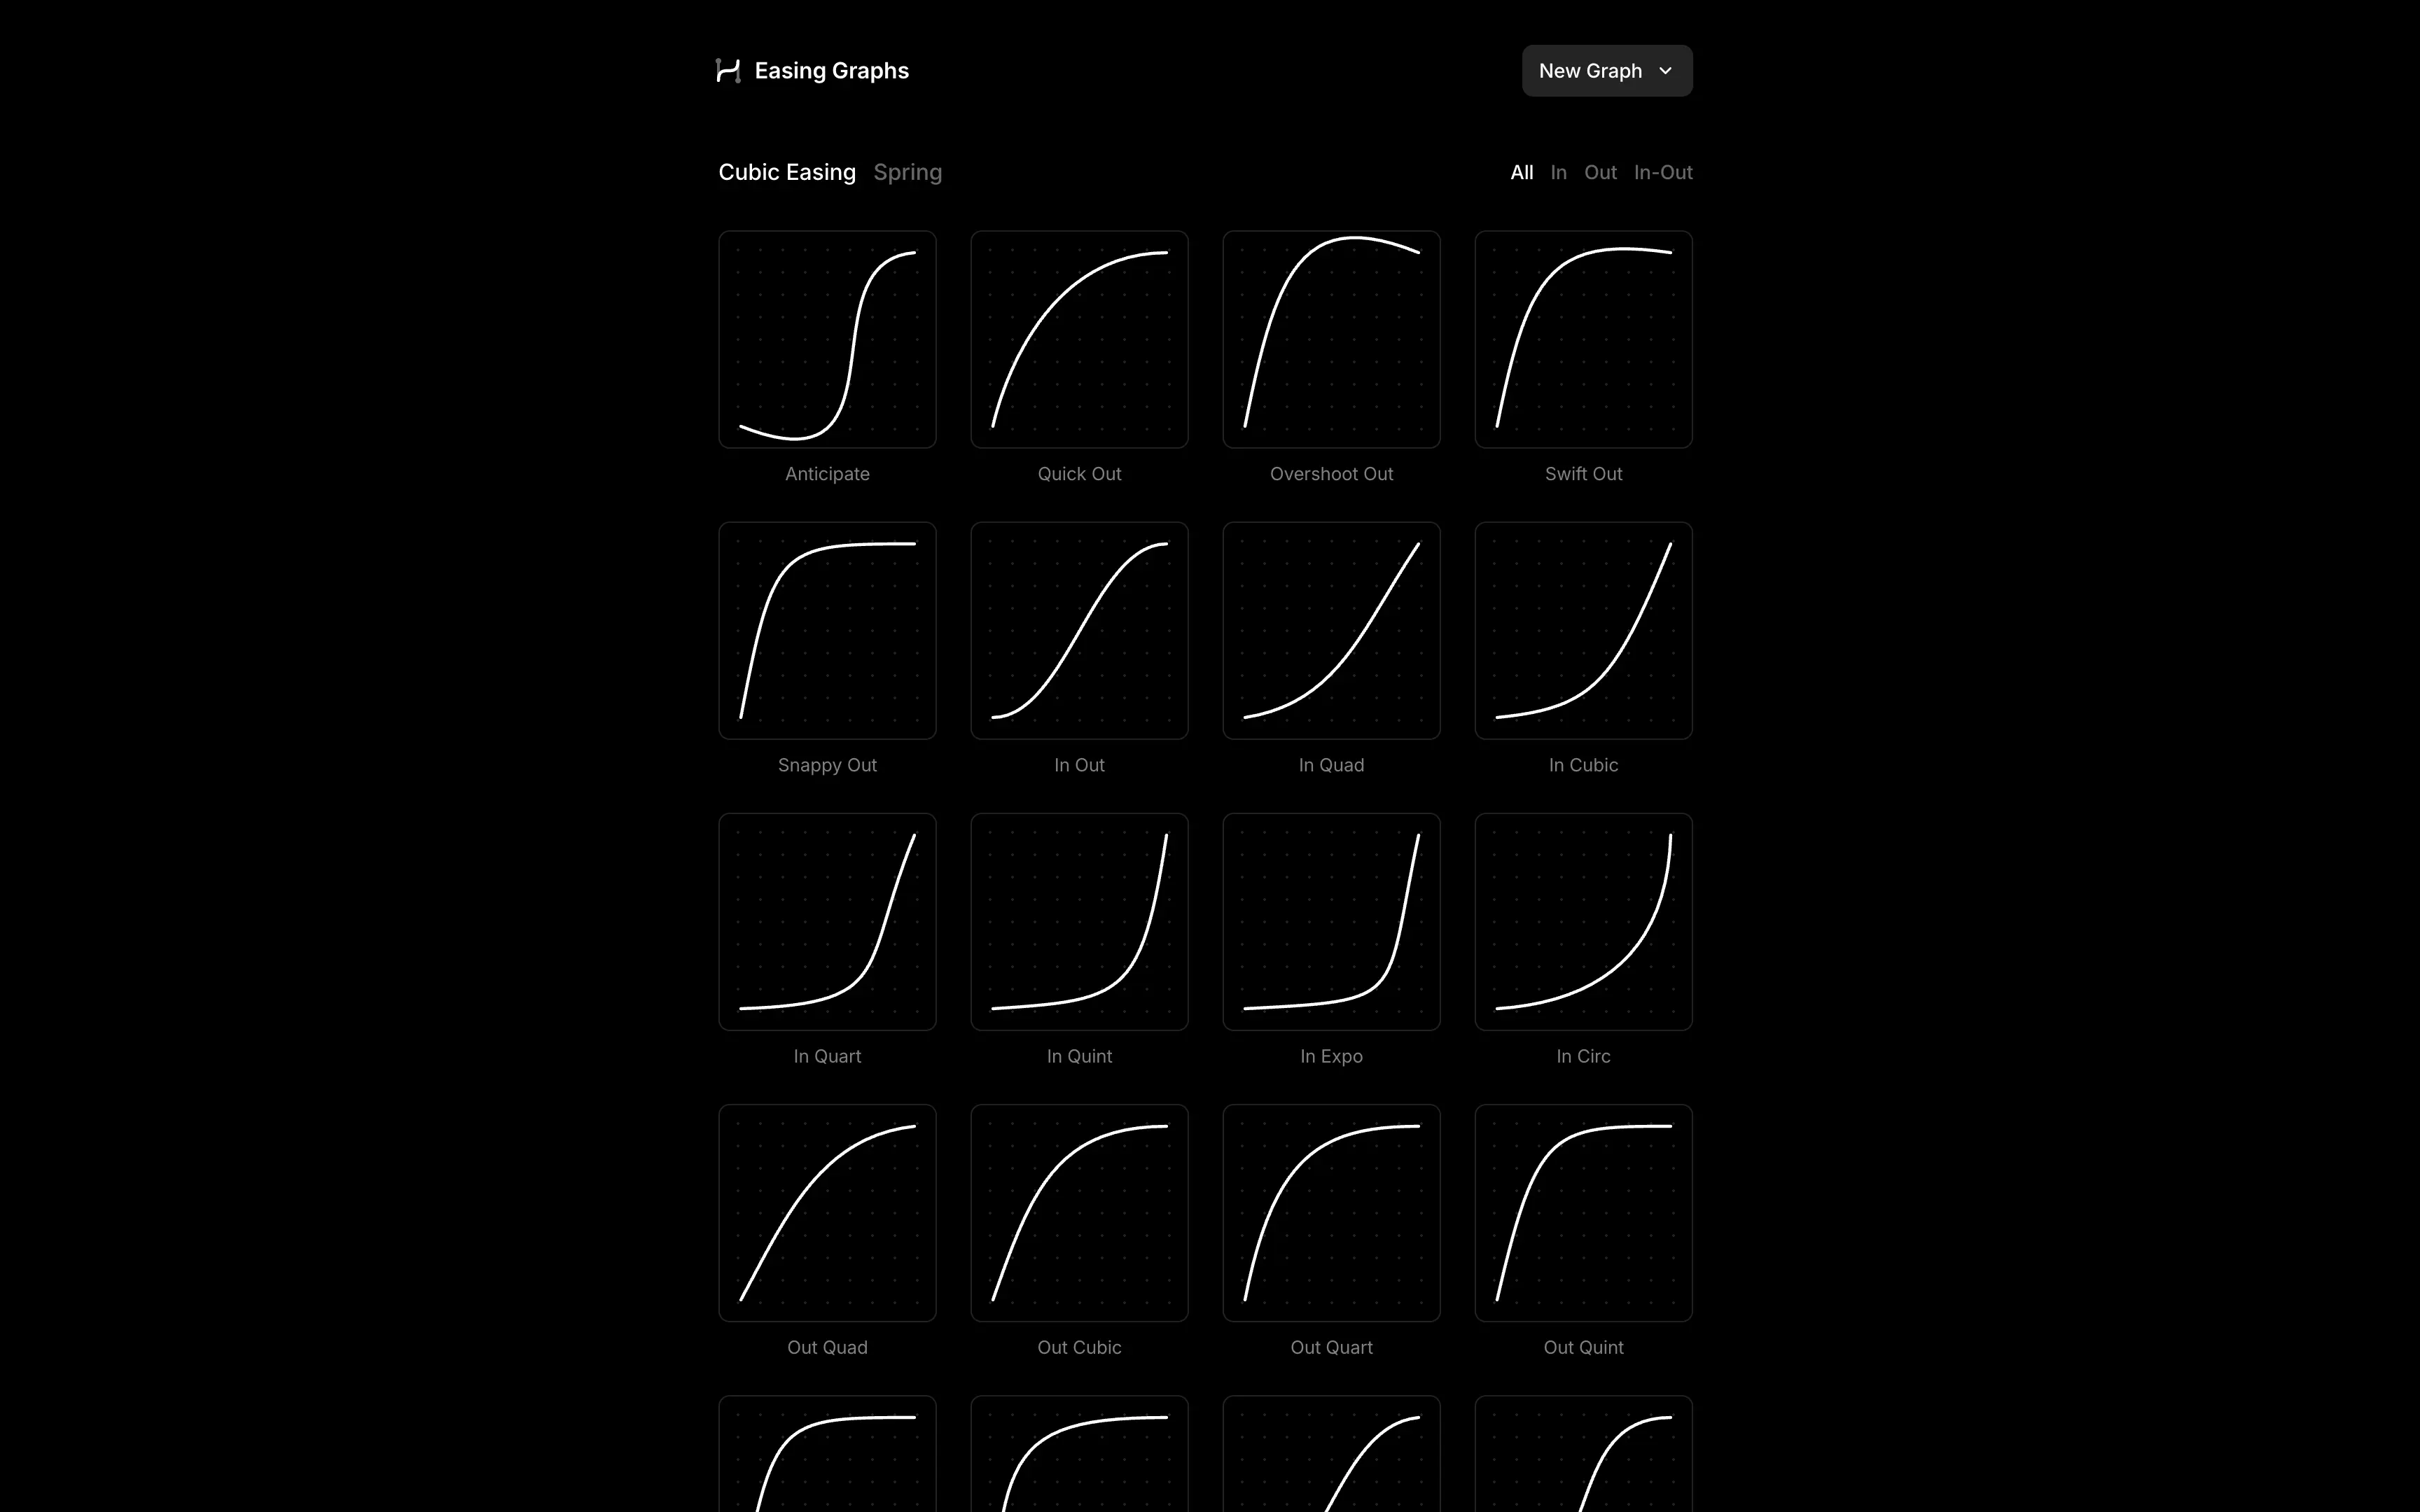 Easing Graphs
New Graph
Cubic Easing Spring
All In Out In-Out
Anticipate
Quick Out
Overshoot Out
Swift Out
Snappy Out
In Out
In Quad
In Cubic
In Quart
In Quint
In Expo
In Circ
Out Quad
Out Cubic
Out Quart
Out Quint